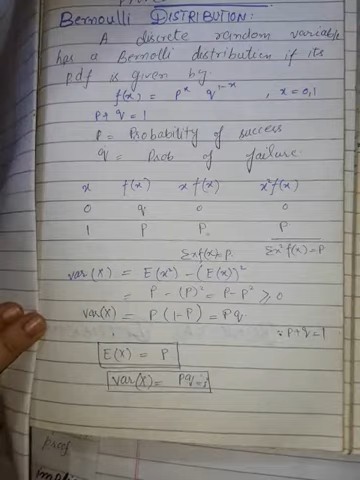 BERNOULLI DISTRIBUTION:
A discrete random variable
has a Bernolli distribution if its
pdf is given by
f(x) = p^x q^1-x , x = 0,1
P + q = 1
P = Probability of success
q = Prob of failure.
x f(x) x f(x) x²f(x)
0 q 0 0
1 P P P
Σxf(x)=P Σx²f(x)=P
var(X) = E(x²) - (E(x))²
= P - (P)² = P - P² ≥ 0
var(X) = P (1-P) = Pq
∵ P+q=1
E(X) = P
var(X) = Pq
proof